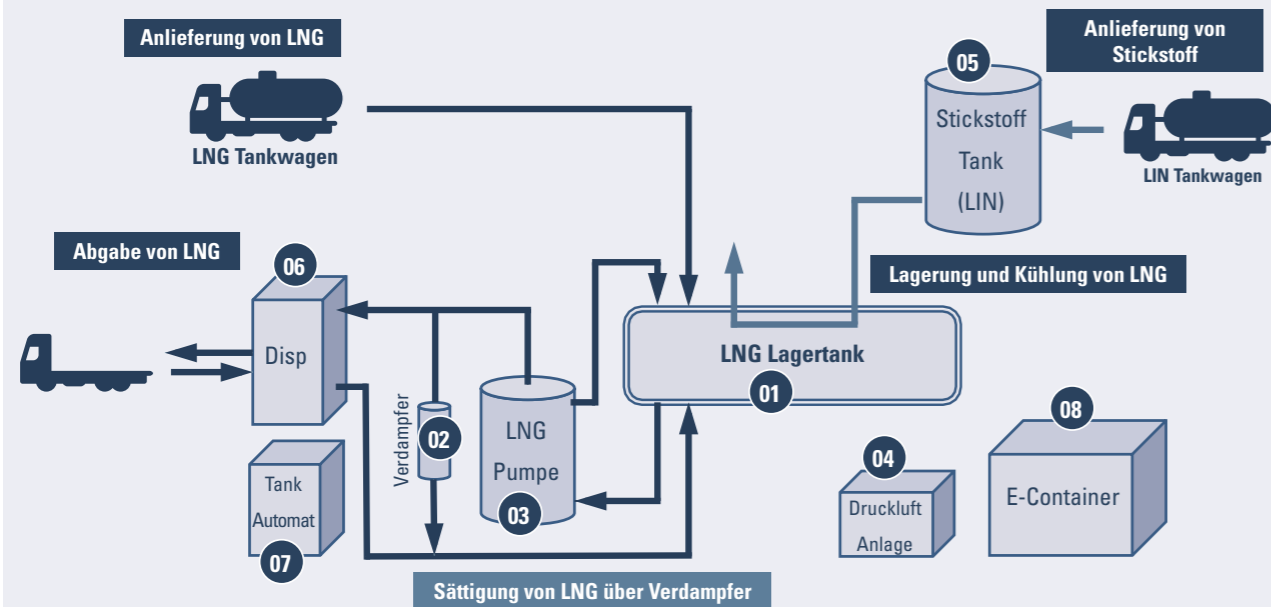 Anlieferung von LNG
LNG Tankwagen
05
Anlieferung von
Stickstoff
Stickstoff
Tank
(LIN)
LIN Tankwagen
Abgabe von LNG
06
Disp
Lagerung und Kühlung von LNG
LNG Lagertank
01
Verdampfer
02
LNG
Pumpe
03
Tank
Automat
07
04
Druckluft
Anlage
08
E-Container
Sättigung von LNG über Verdampfer